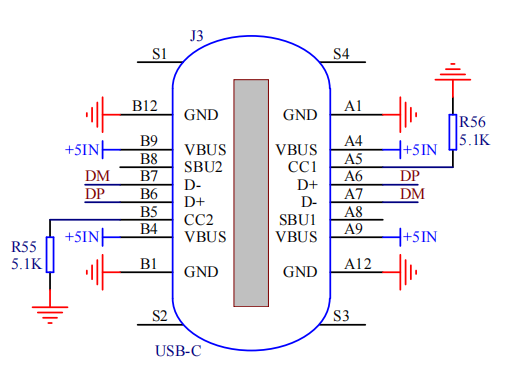 J3
S1 S4
B12 GND GND A1
R56
5.1K
+5IN B9 VBUS VBUS A4 +5IN
B8 SBU2 CC1 A5
DM B7 D- D+ A6 DP
DP B6 D+ D- A7 DM
B5 CC2 SBU1 A8
+5IN B4 VBUS VBUS A9 +5IN
R55
5.1K
B1 GND GND A12
S2 S3
USB-C